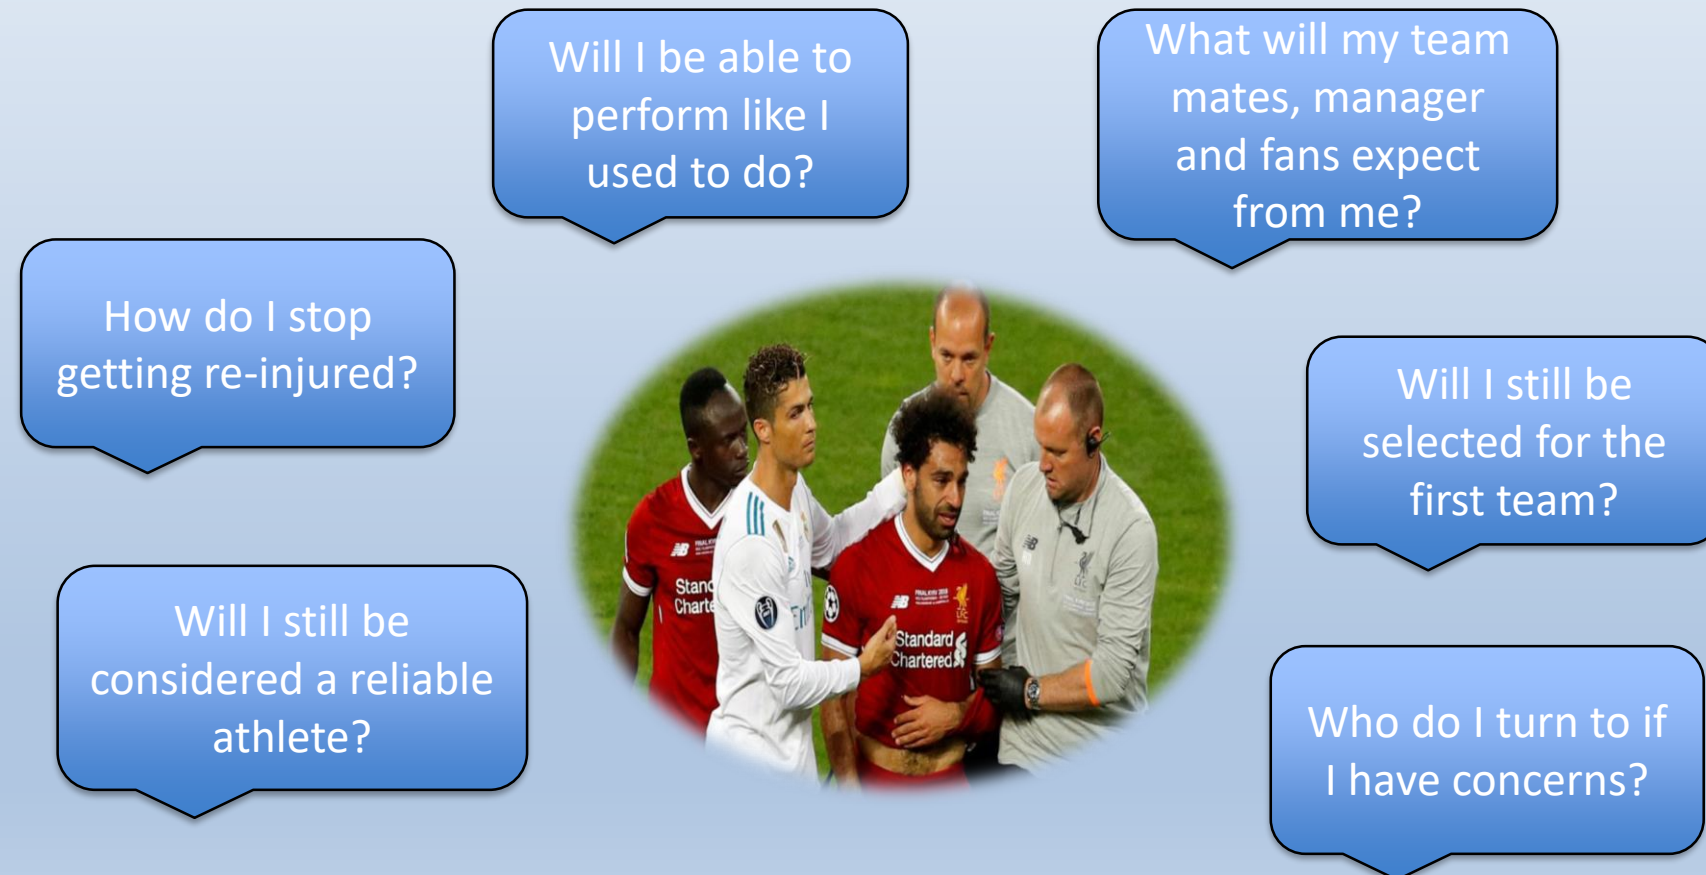 Will I be able to
perform like I
used to do?
What will my team
mates, manager
and fans expect
from me?
How do I stop
getting re-injured?
Will I still be
selected for the
first team?
Will I still be
considered a reliable
athlete?
Who do I turn to if
I have concerns?
Stand
Charte
Standard
Chartered